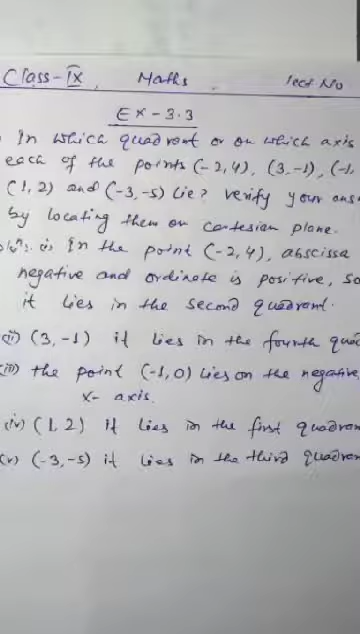 Class-IX Maths Lect No
Ex-3.3
In which quadrant or on which axis
each of the points (-2,4), (3,-1), (-1,
(1,2) and (-3,-5) lie? Verify your ans
by locating them on cartesian plane.
Soln. (i) In the point (-2,4), abscissa
negative and ordinate is positive, so
it lies in the second quadrant.
(ii) (3,-1) it lies in the fourth quad
(iii) the point (-1,0) lies on the negative
x-axis.
(iv) (1,2) it lies in the first quadran
(v) (-3,-5) it lies in the third quadran